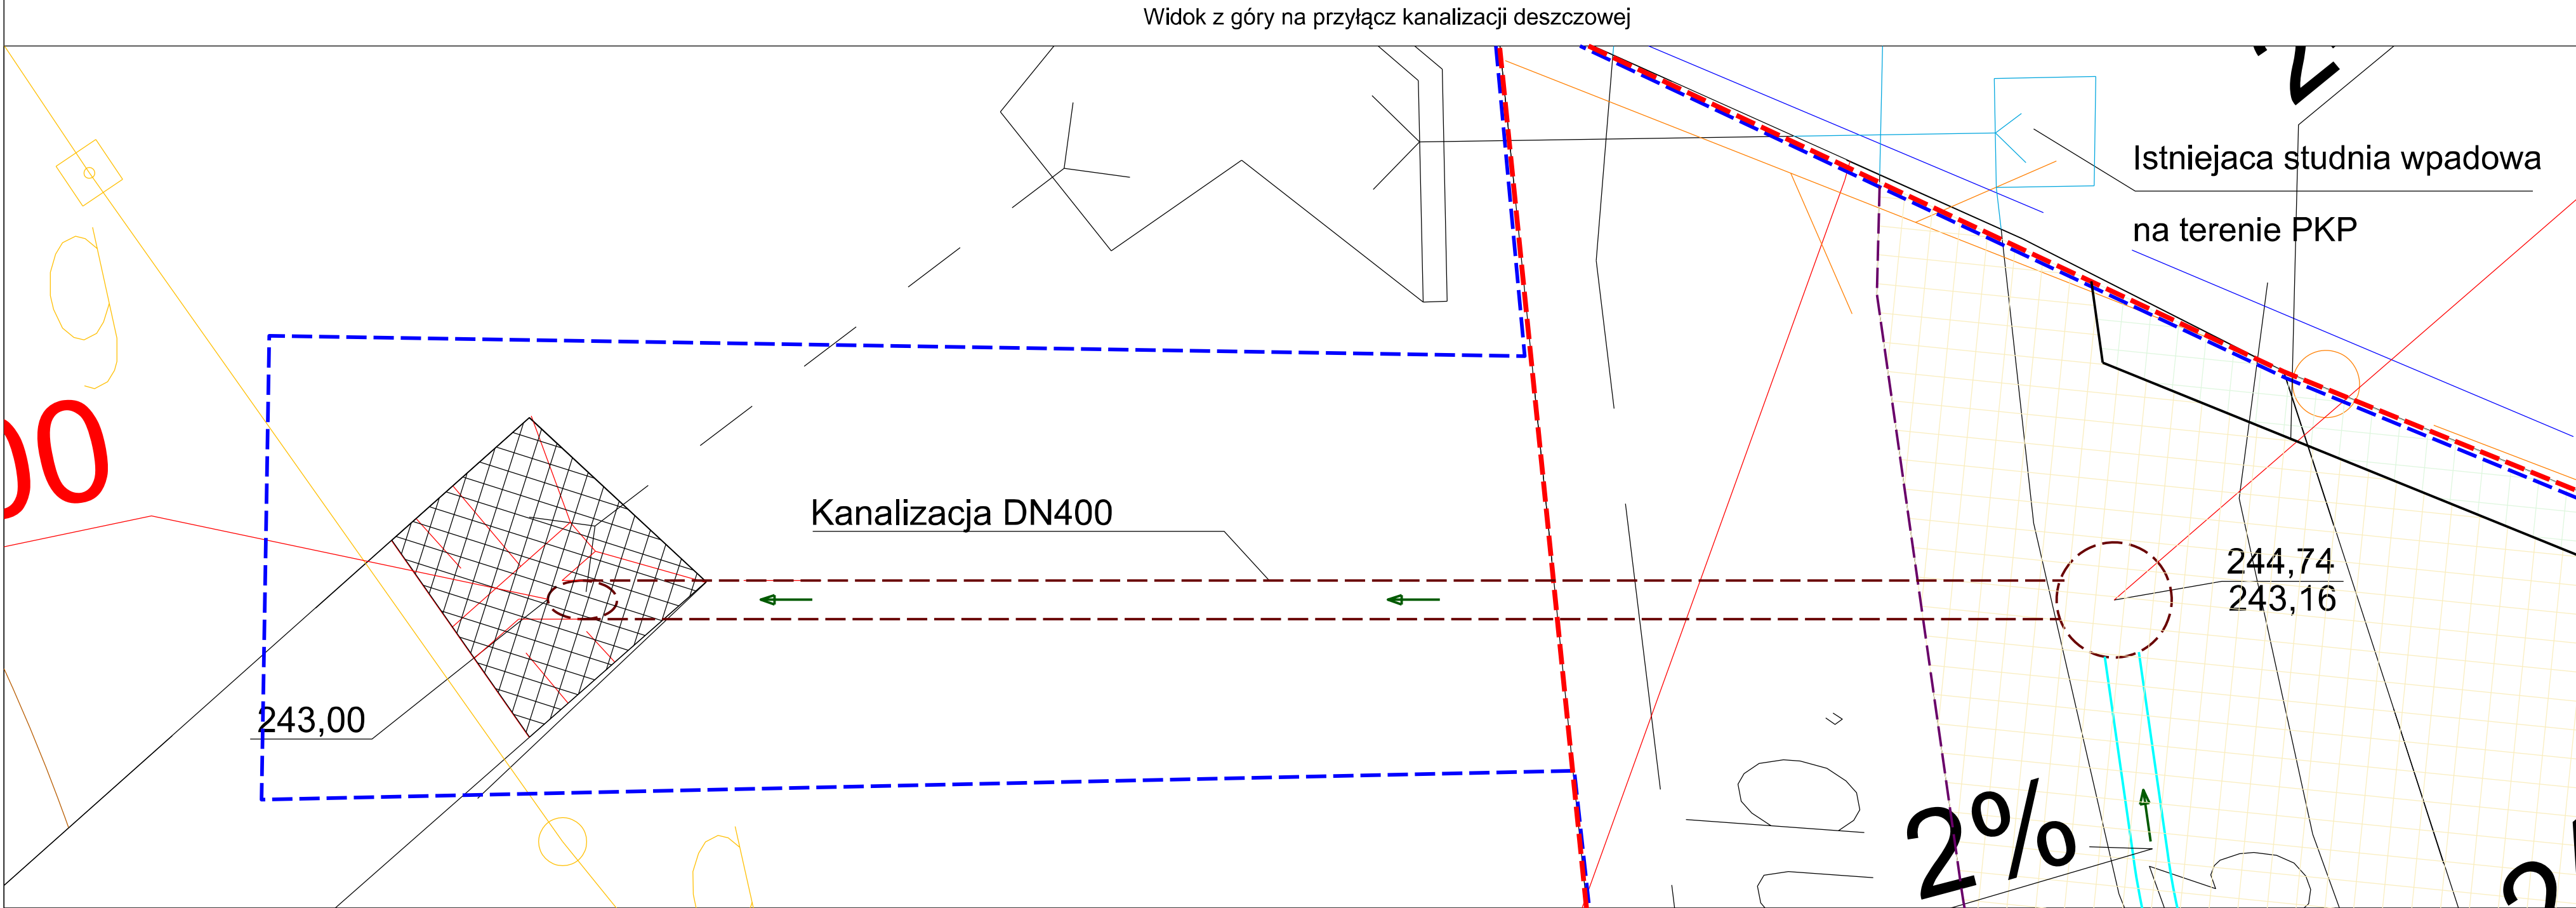 Widok z góry na przyłącz kanalizacji deszczowej
Istniejaca studnia wpadowa
na terenie PKP
g
00
Kanalizacja DN400
244,74
243,16
243,00
2%